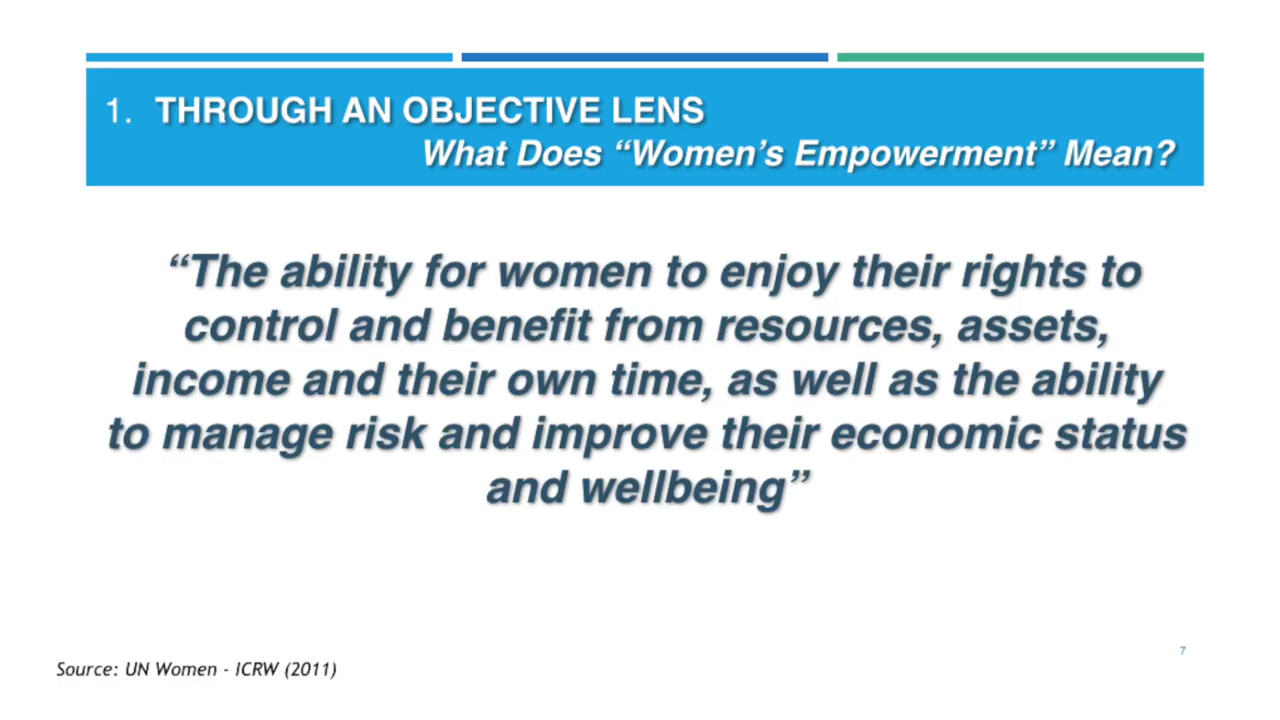 1. THROUGH AN OBJECTIVE LENS
What Does “Women’s Empowerment” Mean?
“The ability for women to enjoy their rights to
control and benefit from resources, assets,
income and their own time, as well as the ability
to manage risk and improve their economic status
and wellbeing”
7
Source: UN Women - ICRW (2011)